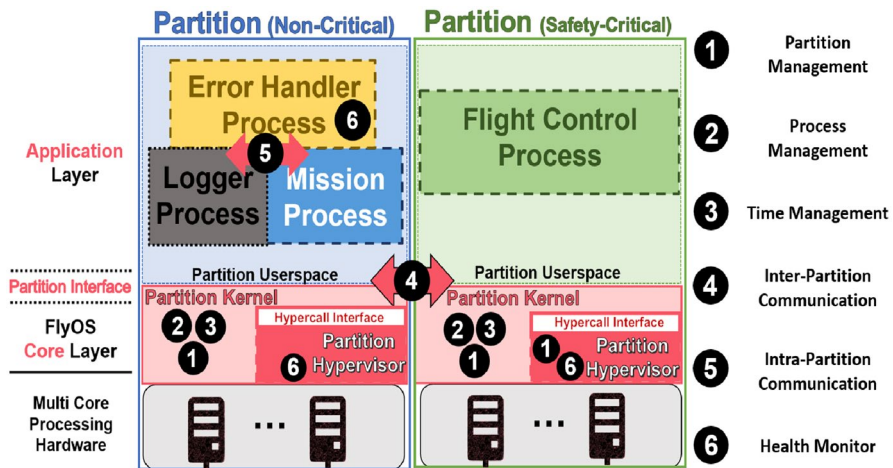 Partition (Non-Critical)
Partition (Safety-Critical)
Error Handler
Process 6
5
Logger
Process
Mission
Process
Flight Control
Process
Application
Layer
Partition Userspace
4
Partition Userspace
Partition Interface
Partition Kernel
Partition Kernel
FlyOS
Core Layer
2 3
1
Hypercall Interface
Partition
Hypervisor
6
2 3
1
Hypercall Interface
1
6
Partition
Hypervisor
Multi Core
Processing
Hardware
...
...
1 Partition
Management
2 Process
Management
3 Time Management
4 Inter-Partition
Communication
5 Intra-Partition
Communication
6 Health Monitor